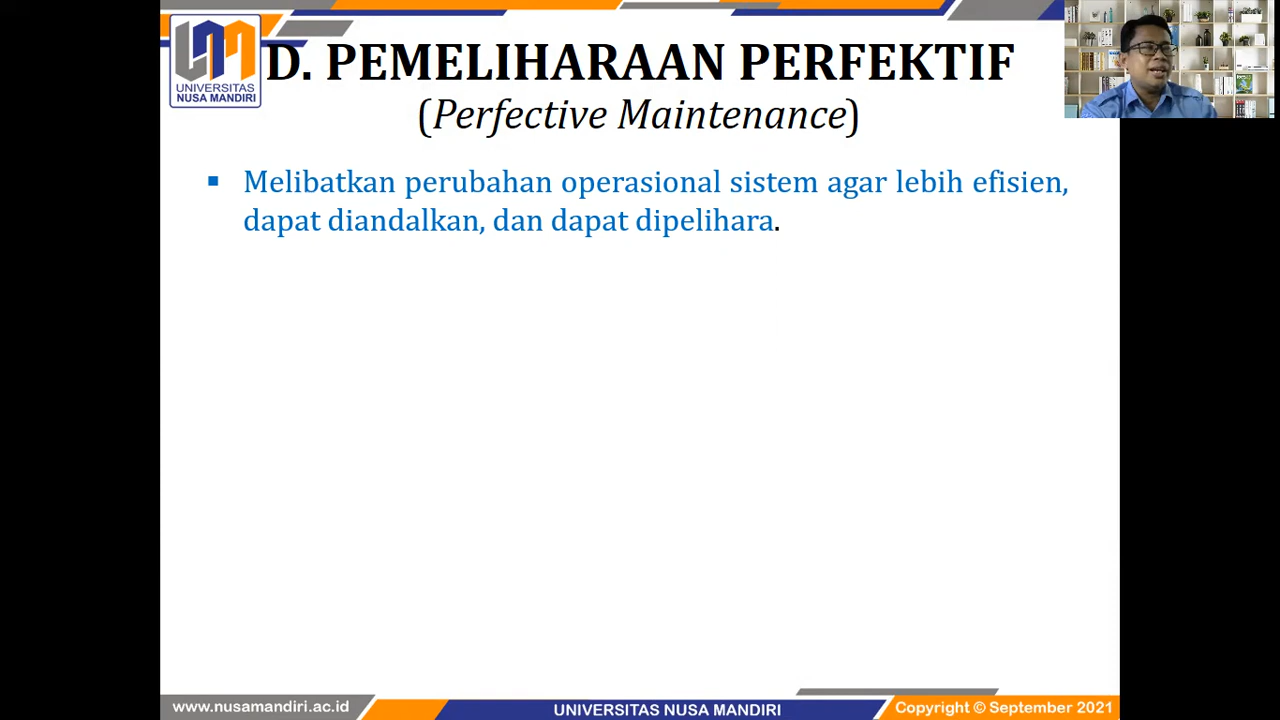 UNIVERSITAS
NUSA MANDIRI
D. PEMELIHARAAN PERFEKTIF
(Perfective Maintenance)
▪ Melibatkan perubahan operasional sistem agar lebih efisien,
dapat diandalkan, dan dapat dipelihara.
www.nusamandiri.ac.id
UNIVERSITAS NUSA MANDIRI
Copyright © September 2021